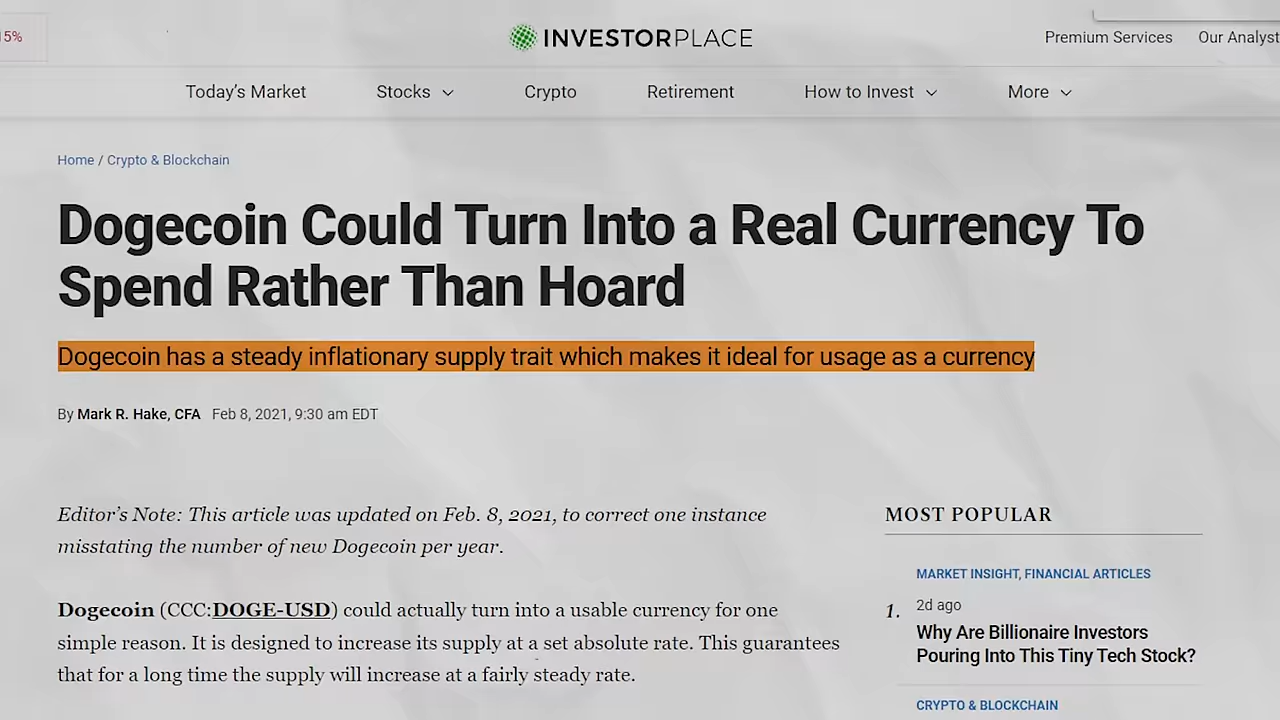 15%
INVESTORPLACE
Premium Services
Our Analyst
Today's Market
Stocks
Crypto
Retirement
How to Invest
More
Home / Crypto & Blockchain
Dogecoin Could Turn Into a Real Currency To
Spend Rather Than Hoard
Dogecoin has a steady inflationary supply trait which makes it ideal for usage as a currency
By Mark R. Hake, CFA Feb 8, 2021, 9:30 am EDT
Editor's Note: This article was updated on Feb. 8, 2021, to correct one instance
misstating the number of new Dogecoin per year.
Dogecoin (CCC:DOGE-USD) could actually turn into a usable currency for one
simple reason. It is designed to increase its supply at a set absolute rate. This guarantees
that for a long time the supply will increase at a fairly steady rate.
MOST POPULAR
MARKET INSIGHT, FINANCIAL ARTICLES
1.
2d ago
Why Are Billionaire Investors
Pouring Into This Tiny Tech Stock?
CRYPTO & BLOCKCHAIN